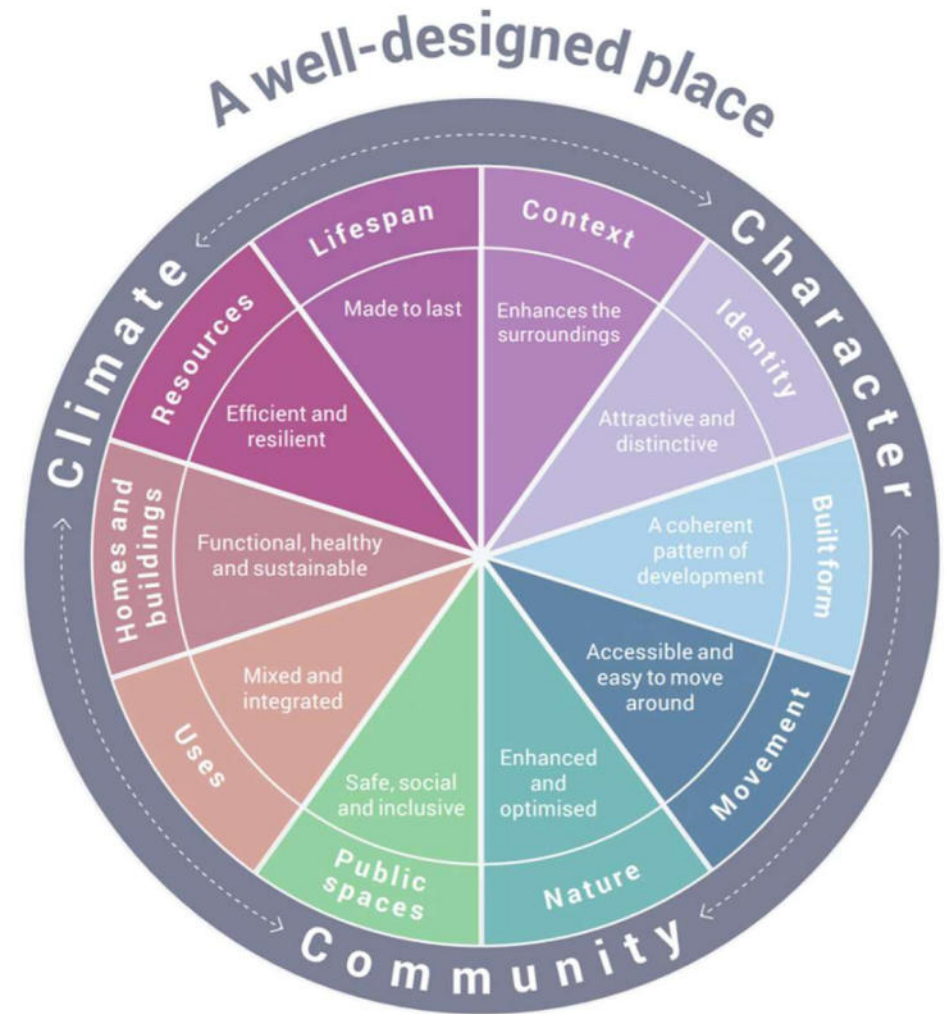 A well-designed place
Climate
Character
Community
Context
Enhances the
surroundings
Identity
Attractive and
distinctive
Built form
A coherent
pattern of
development
Movement
Accessible and
easy to move
around
Nature
Enhanced
and
optimised
Public
spaces
Safe, social
and inclusive
Uses
Mixed and
integrated
Homes and
buildings
Functional, healthy
and sustainable
Resources
Efficient and
resilient
Lifespan
Made to last